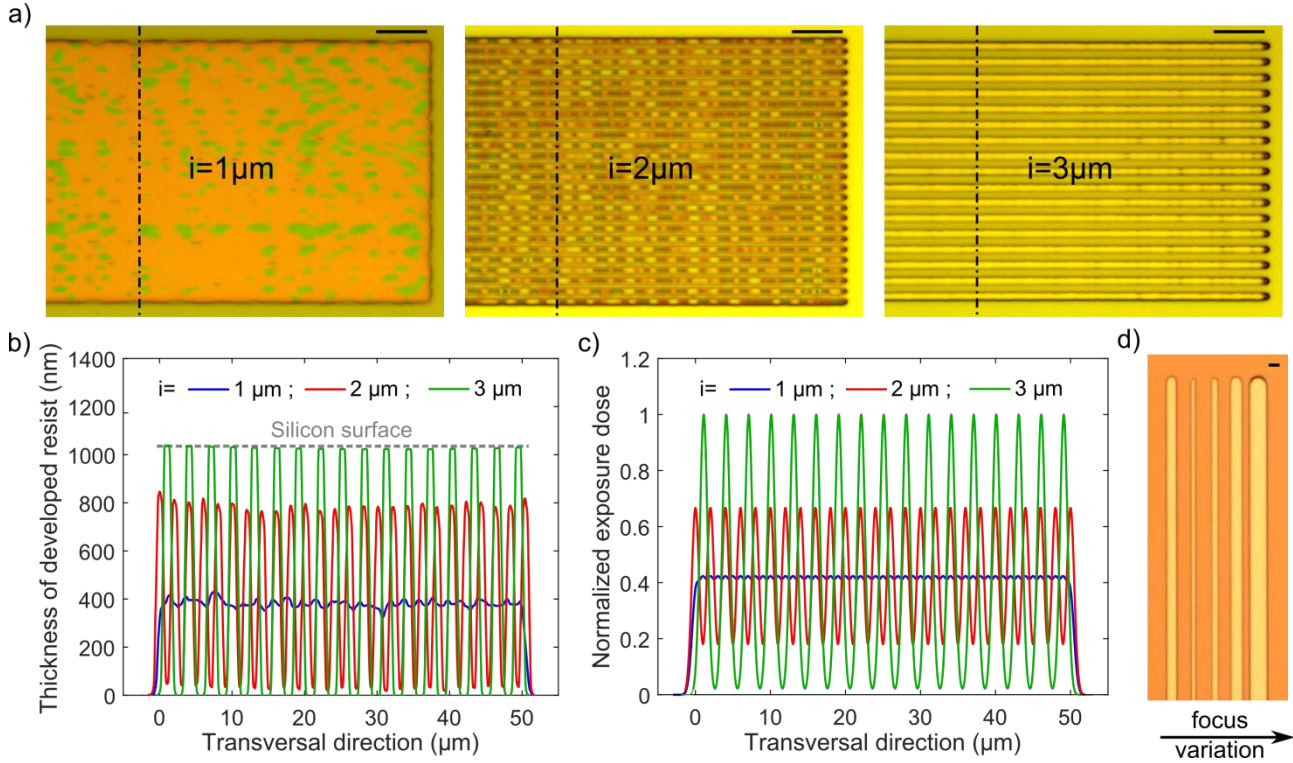 a)
i=1µm
i=2µm
i=3µm
b)
1400
1200
1000
800
600
400
200
0
Thickness of developed resist (nm)
i= 1 µm ; 2 µm ; 3 µm
Silicon surface
0 10 20 30 40 50
Transversal direction (µm)
c)
1.2
1
0.8
0.6
0.4
0.2
0
Normalized exposure dose
i= 1 µm ; 2 µm ; 3 µm
0 10 20 30 40 50
Transversal direction (µm)
d)
focus
variation